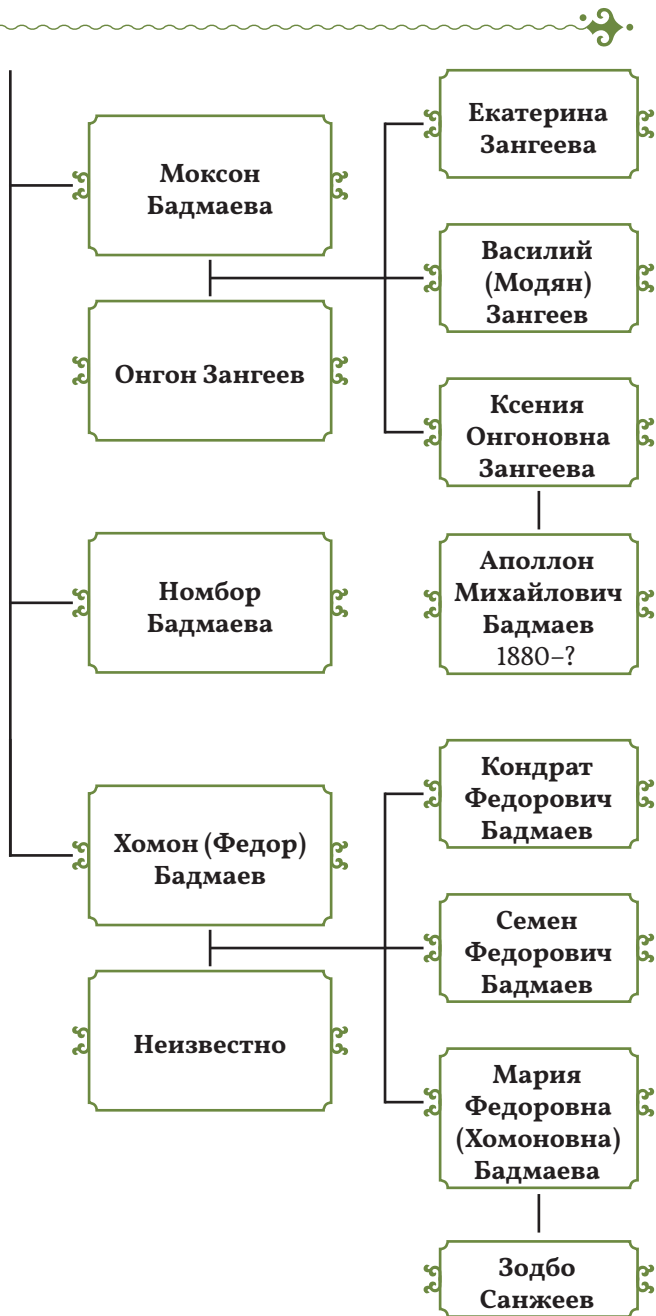 Моксон
Бадмаева
Онгон Зангеев
Екатерина
Зангеева
Василий
(Модян)
Зангеев
Ксения
Онгоновна
Зангеева
Аполлон
Михайлович
Бадмаев
1880–?
Номбор
Бадмаева
Хомон (Федор)
Бадмаев
Неизвестно
Кондрат
Федорович
Бадмаев
Семен
Федорович
Бадмаев
Мария
Федоровна
(Хомоновна)
Бадмаева
Зодбо
Санжеев